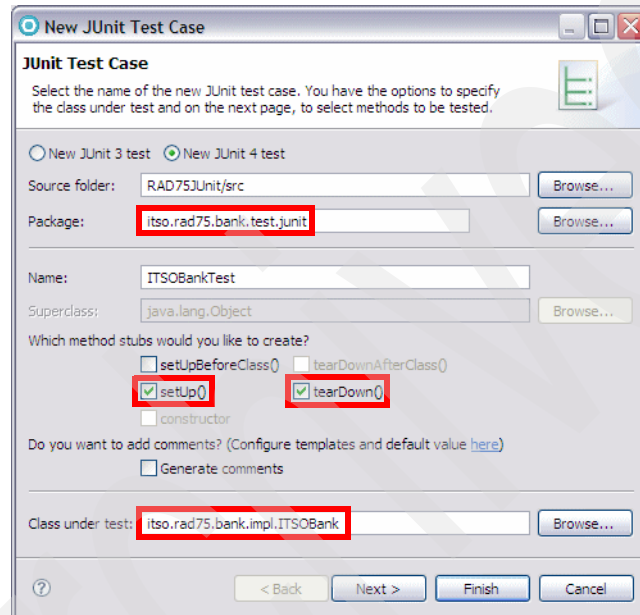 New JUnit Test Case
JUnit Test Case
Select the name of the new JUnit test case. You have the options to specify
the class under test and on the next page, to select methods to be tested.
New JUnit 3 test New JUnit 4 test
Source folder: RAD75JUnit/src Browse...
Package: itso.rad75.bank.test.junit Browse...
Name: ITSOBankTest
Superclass: java.lang.Object Browse...
Which method stubs would you like to create?
setUpBeforeClass() tearDownAfterClass()
setUp() tearDown()
constructor
Do you want to add comments? (Configure templates and default value here)
Generate comments
Class under test: itso.rad75.bank.impl.ITSOBank Browse...
? < Back Next > Finish Cancel